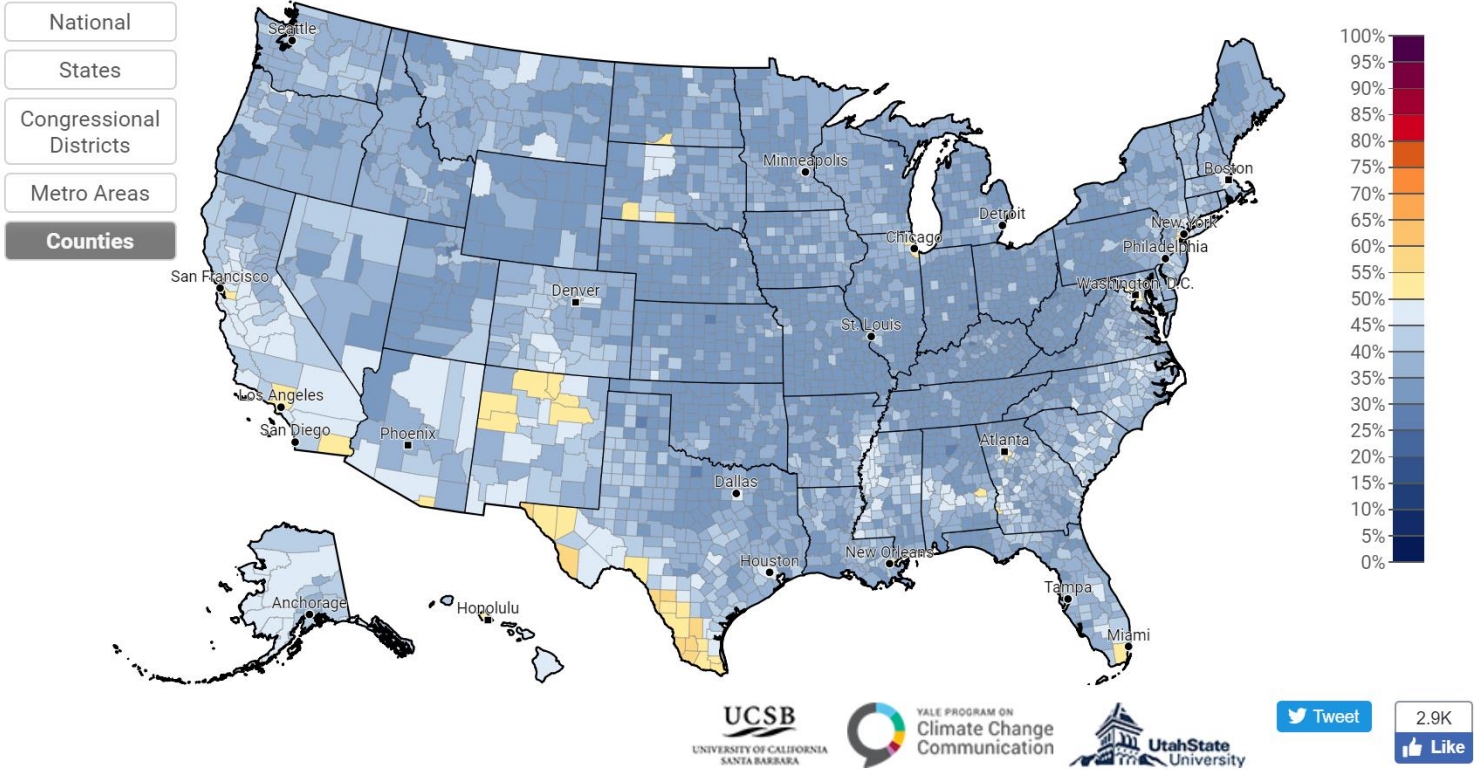 National
States
Congressional
Districts
Metro Areas
Counties
Seattle
Minneapolis
Boston
Detroit
New York
Chicago
Philadelphia
San Francisco
Denver
Washington, D.C.
St. Louis
Los Angeles
San Diego
Phoenix
Atlanta
Dallas
Houston
New Orleans
Tampa
Anchorage
Honolulu
Miami
100%
95%
90%
85%
80%
75%
70%
65%
60%
55%
50%
45%
40%
35%
30%
25%
20%
15%
10%
5%
0%
UCSB
UNIVERSITY OF CALIFORNIA
SANTA BARBARA
YALE PROGRAM ON
Climate Change
Communication
UtahState
University
Tweet
2.9K
Like